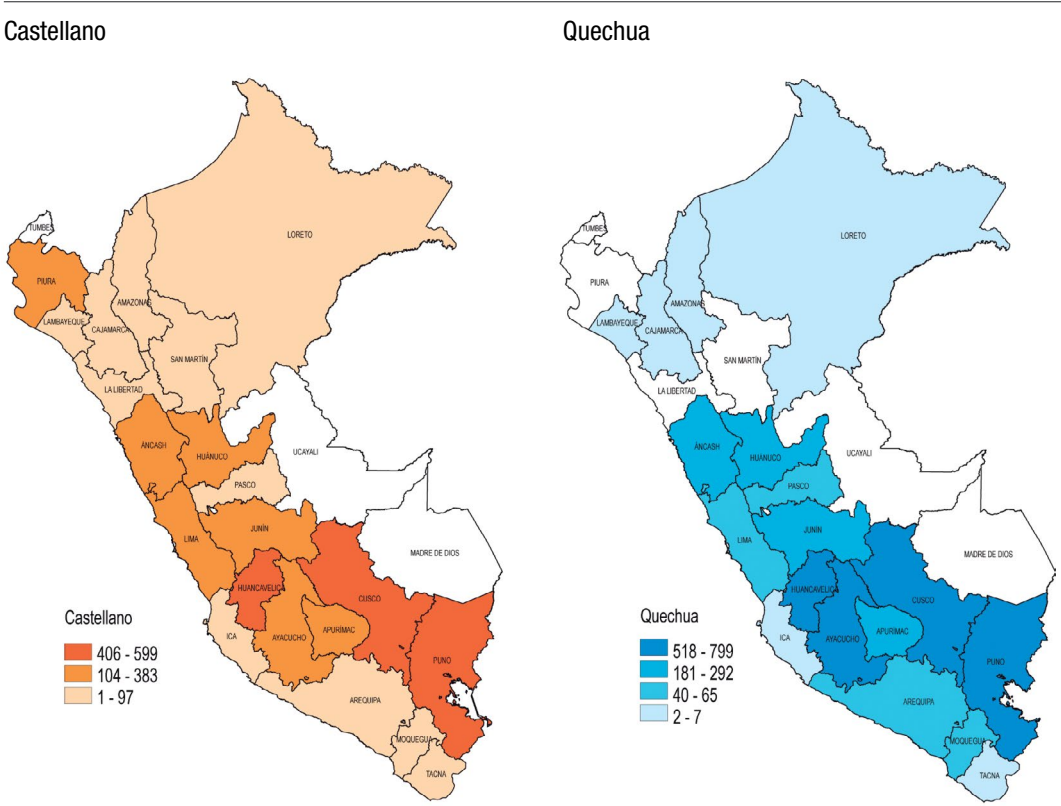 Castellano
TUMBES
PIURA
LAMBAYEQUE
CAJAMARCA
AMAZONAS
LORETO
SAN MARTÍN
LA LIBERTAD
ÁNCASH
HUÁNUCO
UCAYALI
PASCO
LIMA
JUNÍN
MADRE DE DIOS
HUANCAVELIC
CUSCO
ICA
AYACUCHO
APURÍMAC
PUNO
AREQUIPA
MOQUEGUA
TACNA
Castellano
406 - 599
104 - 383
1 - 97
Quechua
TUMBES
PIURA
LAMBAYEQUE
CAJAMARCA
AMAZONAS
LORETO
SAN MARTÍN
LA LIBERTAD
ÁNCASH
HUANUCO
UCAYALI
PASCO
LIMA
JUNÍN
MADRE DE DIOS
HUANCAVELIC
CUSCO
ICA
AYACUCHO
APURÍMAC
PUNO
AREQUIPA
MOQUEGUA
TACNA
Quechua
518 - 799
181 - 292
40 - 65
2 - 7